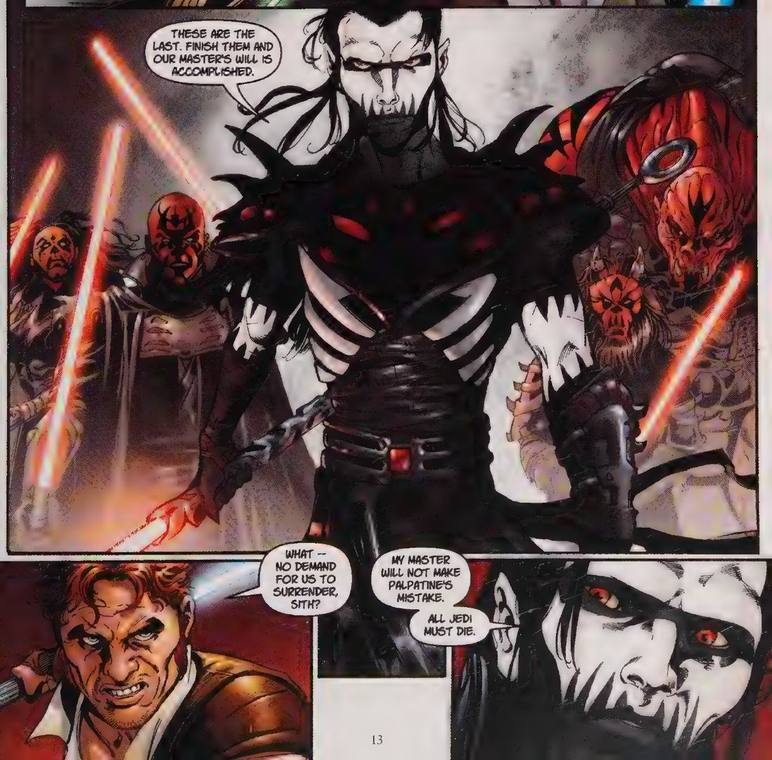 THESE ARE THE
LAST. FINISH THEM AND
OUR MASTER'S WILL IS
ACCOMPLISHED.
WHAT --
NO DEMAND
FOR US TO
SURRENDER,
SITH?
MY MASTER
WILL NOT MAKE
PALPATINE'S
MISTAKE.
ALL JEDI
MUST DIE.
13